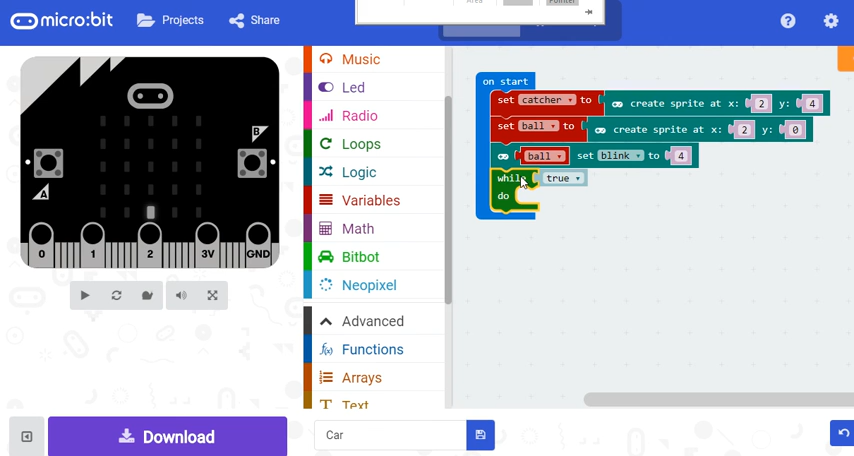 micro:bit
Projects
Share
Area
Pointer
B
A
0 1 2 3V GND
Music
Led
Radio
Loops
Logic
Variables
Math
Bitbot
Neopixel
Advanced
f(x) Functions
Arrays
T Text
on start
set catcher to create sprite at x: 2 y: 4
set ball to create sprite at x: 2 y: 0
ball set blink to 4
while true
do
Download
Car